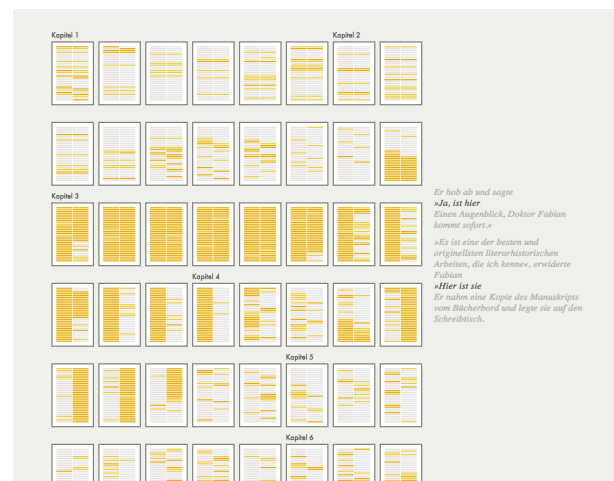 Kapitel 1
Kapitel 2
Er hob ab und sagte
»Ja, ist hier
Einen Augenblick, Doktor Fabian
kommt sofort.«
Kapitel 3
»Es ist eine der besten und
originellsten literarhistorischen
Arbeiten, die ich kenne«, erwiderte
Fabian
»Hier ist sie
Er nahm eine Kopie des Manuskripts
vom Bücherbord und legte sie auf den
Schreibtisch.
Kapitel 4
Kapitel 5
Kapitel 6